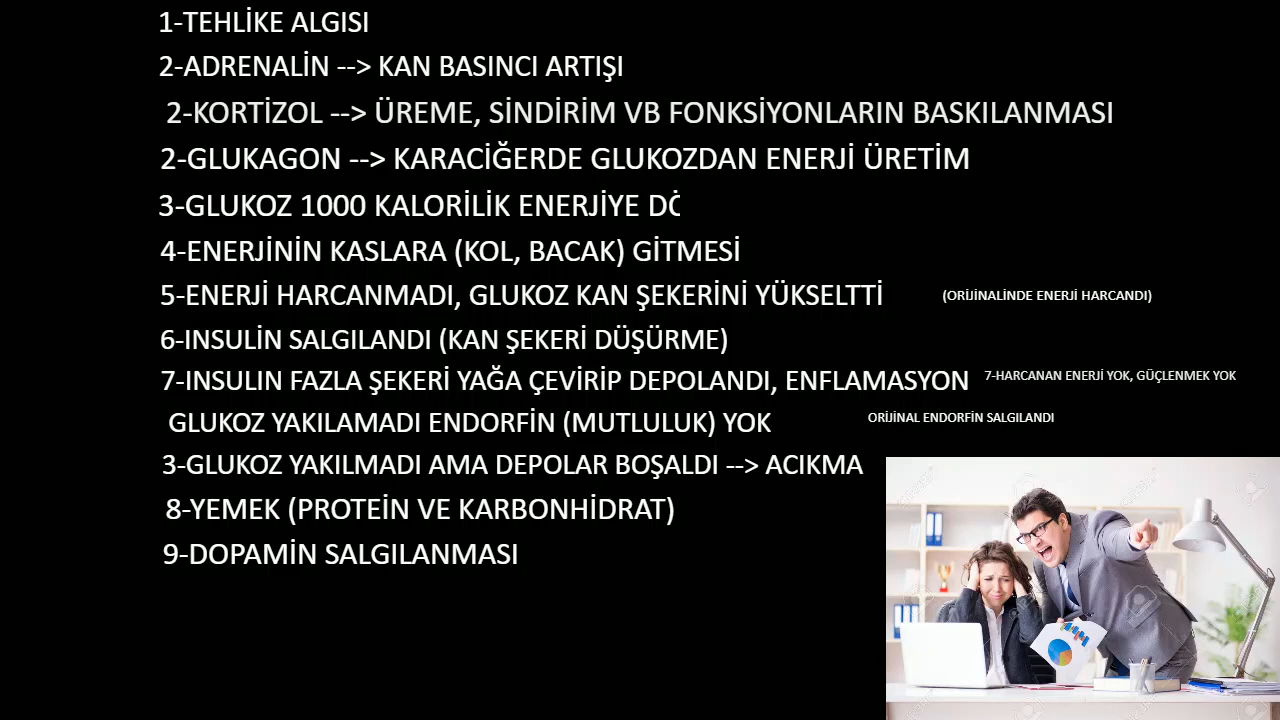 1-TEHLİKE ALGISI
2-ADRENALİN --> KAN BASINCI ARTIŞI
2-KORTİZOL --> ÜREME, SİNDİRİM VB FONKSİYONLARIN BASKILANMASI
2-GLUKAGON --> KARACİĞERDE GLUKOZDAN ENERJİ ÜRETİM
3-GLUKOZ 1000 KALORİLİK ENERJİYE
4-ENERJİNİN KASLARA (KOL, BACAK) GİTMESİ
5-ENERJİ HARCANMADI, GLUKOZ KAN ŞEKERİNİ YÜKSELTTİ (ORİJİNALİNDE ENERJİ HARCANDI)
6-INSULİN SALGILANDI (KAN ŞEKERİ DÜŞÜRME)
7-INSULIN FAZLA ŞEKERİ YAĞA ÇEVİRİP DEPOLANDI, ENFLAMASYON 7-HARCANAN ENERJİ YOK, GÜÇLENMEK YOK
GLUKOZ YAKILAMADI ENDORFİN (MUTLULUK) YOK ORİJİNAL ENDORFİN SALGILANDI
3-GLUKOZ YAKILMADI AMA DEPOLAR BOŞALDI --> ACIKMA
8-YEMEK (PROTEİN VE KARBONHİDRAT)
9-DOPAMİN SALGILANMASI